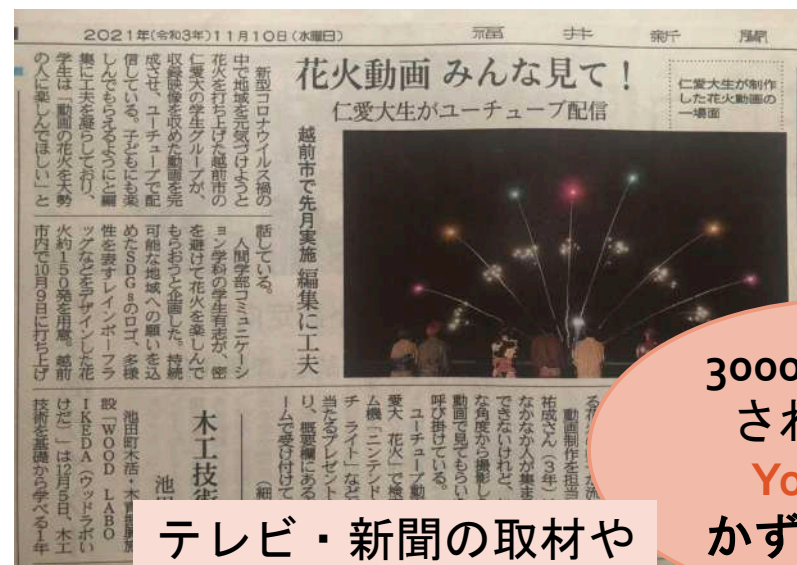 2021年(令和3年)11月10日(水曜日)
福井新聞
花火動画 みんな見て！
仁愛大生がユーチューブ配信
仁愛大生が制作
した花火動画の
一場面
越前市で先月実施 編集に工夫
新型コロナウイルス禍の
中で地域を元気づけようと
花火を打ち上げた越前市の
仁愛大の学生グループが、
収録映像を収めた動画を完
成させ、ユーチューブで配
信している。子どもにも楽
しんでもらえるようにと編
集に工夫を凝らしており、
学生は「動画の花火を大勢
の人に楽しんでほしい」と
話している。
人間学部コミュニケーシ
ョン学科の学生有志が、密
を避けて花火を楽しんで
もらおうと企画した。持続
可能な地域への願いを込
めたSDGsのロゴ、多様
性を表すレインボーフラ
ッグなどをデザインした花
火約150発を用意。越前
市内で10月9日に打ち上げ
動画制作を担当
祐成さん(3年)
なかなか人が集ま
できないけれど、
な角度から撮影し
動画で見てもらい
呼び掛けている。
ユーチューブ動
愛大 花火」で検
ム機「ニンテンド
チ ライト」など
当たるプレゼント
り、概要欄にある
ームで受け付けて
(細
木工技術
池田
池田町木活・木育拠点施
設「WOOD LABO
IKEDA(ウッドラボい
けだ)」は12月5日、木工
技術を基礎から学べる1年
3000
され
Yo
かず
テレビ・新聞の取材や